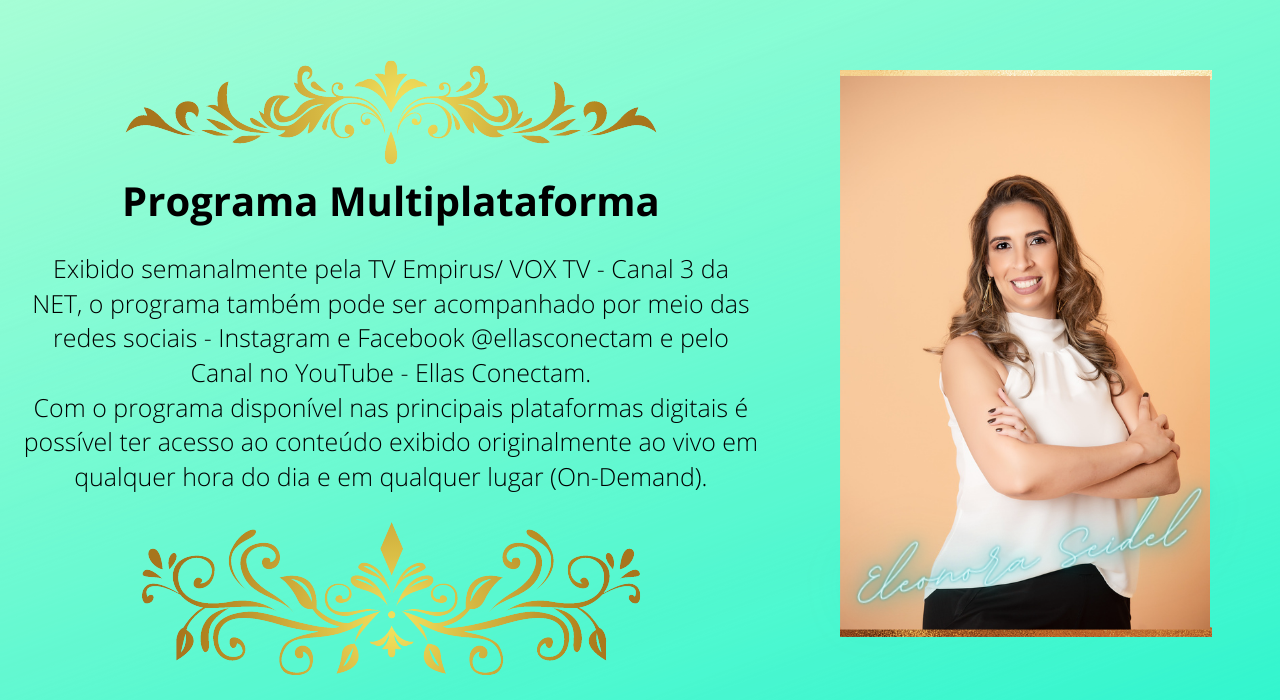 Programa Multiplataforma
Exibido semanalmente pela TV Empirus/ VOX TV - Canal 3 da
NET, o programa também pode ser acompanhado por meio das
redes sociais - Instagram e Facebook @ellasconectam e pelo
Canal no YouTube - Ellas Conectam.
Com o programa disponível nas principais plataformas digitais é
possível ter acesso ao conteúdo exibido originalmente ao vivo em
qualquer hora do dia e em qualquer lugar (On-Demand).
Eleonora Seidel